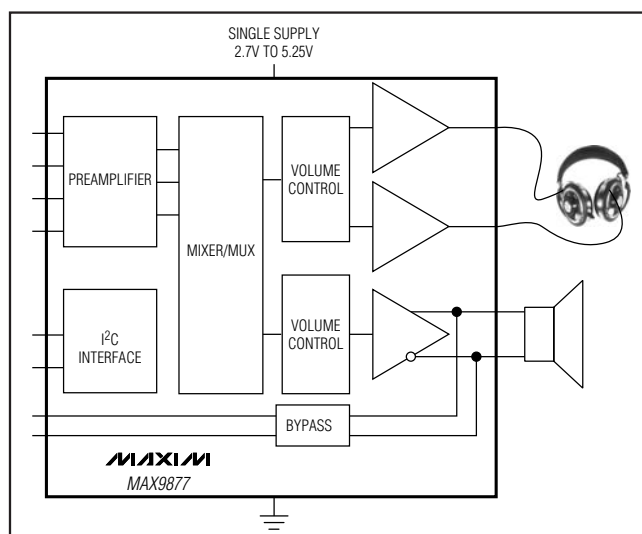 SINGLE SUPPLY
2.7V TO 5.25V
PREAMPLIFIER
MIXER/MUX
VOLUME
CONTROL
I²C
INTERFACE
VOLUME
CONTROL
BYPASS
MAXIM
MAX9877